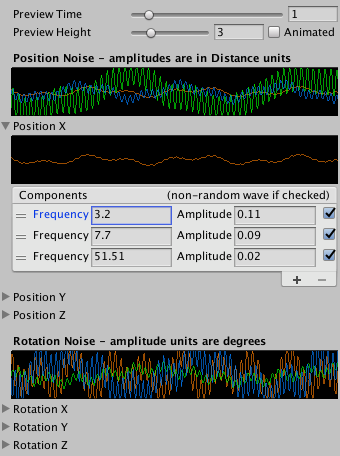 Preview Time 1
Preview Height 3 Animated
Position Noise – amplitudes are in Distance units
Position X
Components (non-random wave if checked)
Frequency 3.2 Amplitude 0.11
Frequency 7.7 Amplitude 0.09
Frequency 51.51 Amplitude 0.02
+ −
Position Y
Position Z
Rotation Noise – amplitude units are degrees
Rotation X
Rotation Y
Rotation Z